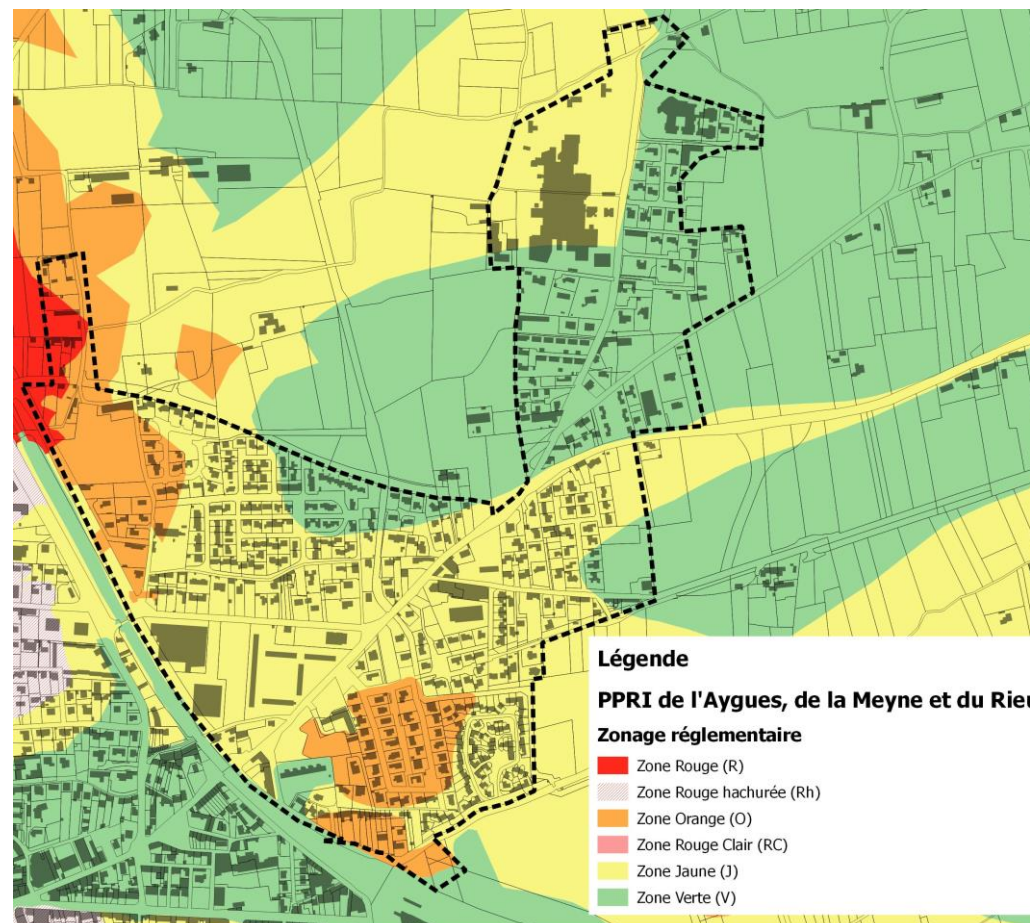 Légende
PPRI de l'Aygues, de la Meyne et du Rieu
Zonage réglementaire
Zone Rouge (R)
Zone Rouge hachurée (Rh)
Zone Orange (O)
Zone Rouge Clair (RC)
Zone Jaune (J)
Zone Verte (V)